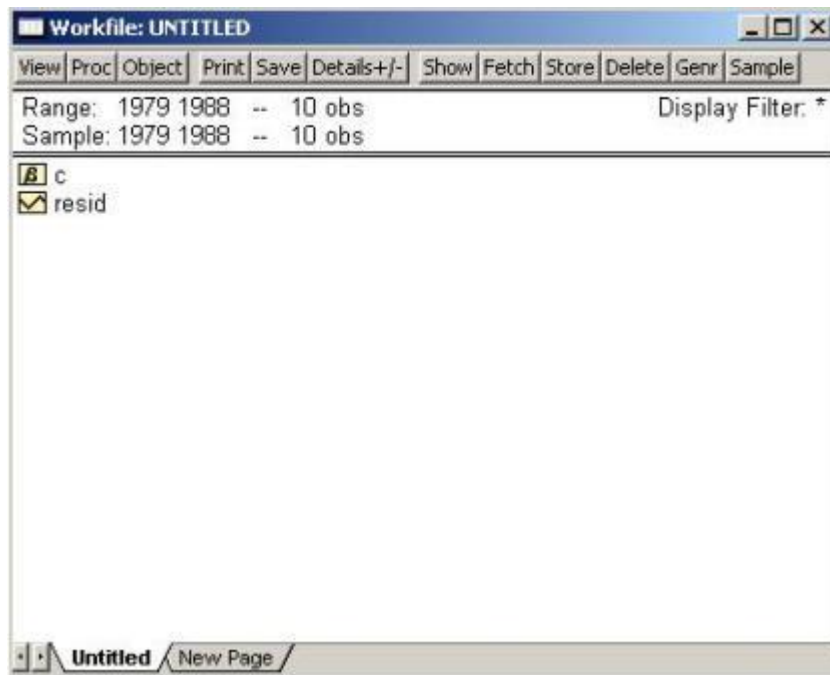 Workfile: UNTITLED
View Proc Object Print Save Details+/- Show Fetch Store Delete Genr Sample
Range: 1979 1988 -- 10 obs Display Filter: *
Sample: 1979 1988 -- 10 obs
β c
resid
Untitled New Page